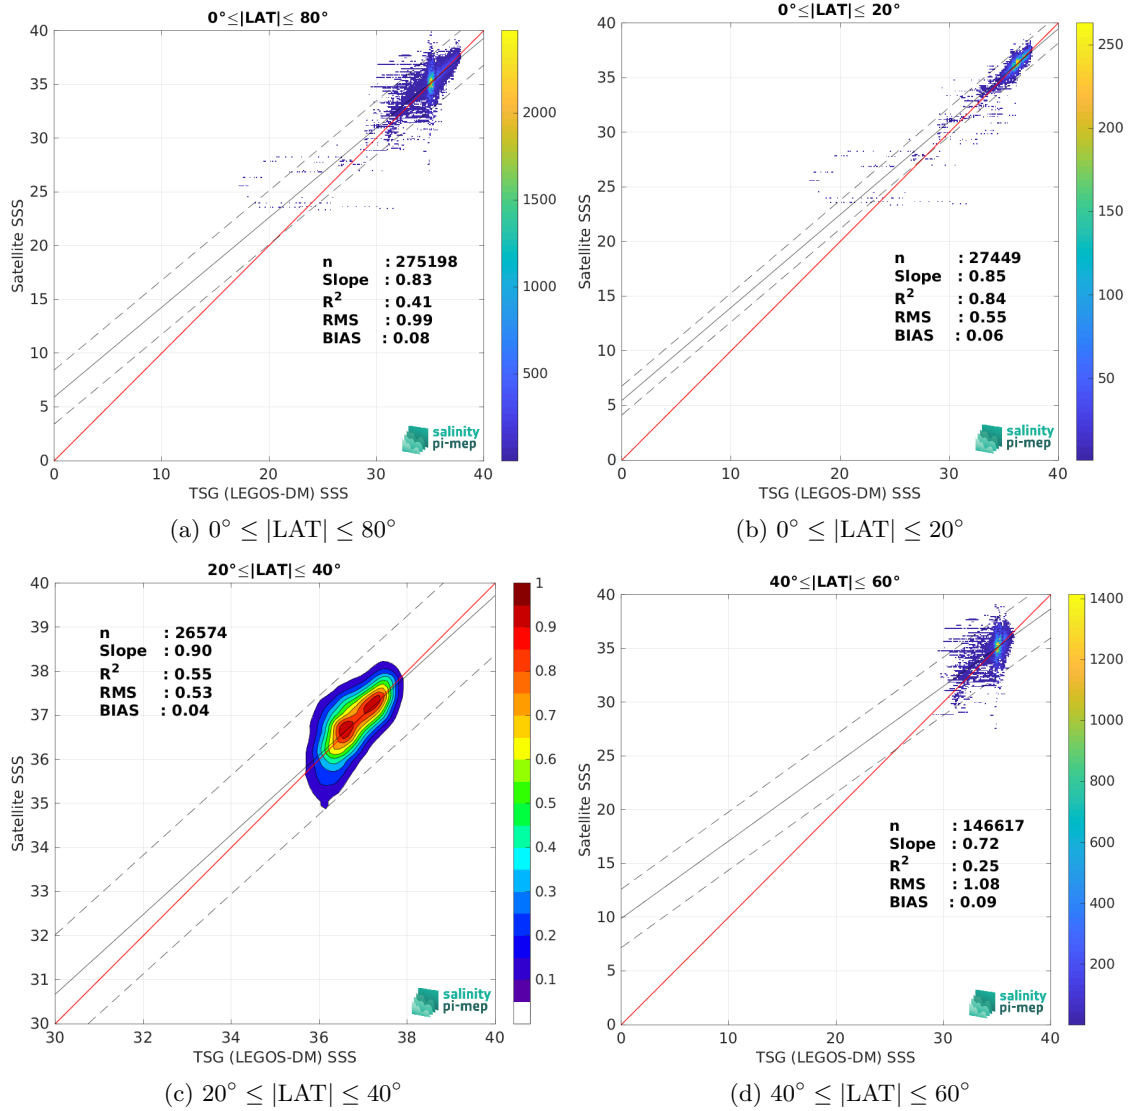 0°≤|LAT|≤ 80°
40
35
30
25
20
15
10
5
0
Satellite SSS
n : 275198
Slope : 0.83
R²  : 0.41
RMS : 0.99
BIAS : 0.08
salinity
pi-mep
0 10 20 30 40
TSG (LEGOS-DM) SSS
2000
1500
1000
500
(a) 0° ≤ |LAT| ≤ 80°
0°≤|LAT|≤ 20°
40
35
30
25
20
15
10
5
0
Satellite SSS
n : 27449
Slope : 0.85
R² : 0.84
RMS : 0.55
BIAS : 0.06
salinity
pi-mep
0 10 20 30 40
TSG (LEGOS-DM) SSS
250
200
150
100
50
(b) 0° ≤ |LAT| ≤ 20°
20°≤|LAT|≤ 40°
40
39
38
37
36
35
34
33
32
31
30
Satellite SSS
n : 26574
Slope : 0.90
R² : 0.55
RMS : 0.53
BIAS : 0.04
salinity
pi-mep
30 32 34 36 38 40
TSG (LEGOS-DM) SSS
1
0.9
0.8
0.7
0.6
0.5
0.4
0.3
0.2
0.1
(c) 20° ≤ |LAT| ≤ 40°
40°≤|LAT|≤ 60°
40
35
30
25
20
15
10
5
0
Satellite SSS
n : 146617
Slope : 0.72
R² : 0.25
RMS : 1.08
BIAS : 0.09
salinity
pi-mep
0 10 20 30 40
TSG (LEGOS-DM) SSS
1400
1200
1000
800
600
400
200
(d) 40° ≤ |LAT| ≤ 60°